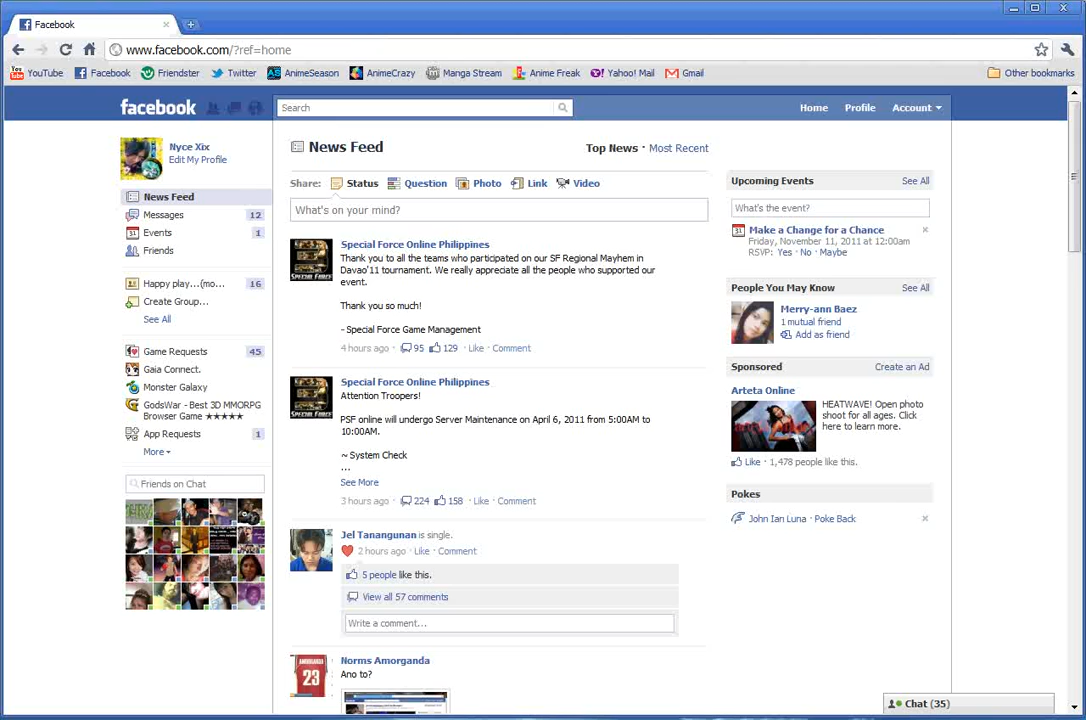 Facebook
www.facebook.com/?ref=home
YouTube Facebook Friendster Twitter AnimeSeason AnimeCrazy Manga Stream Anime Freak Yahoo! Mail Gmail Other bookmarks
facebook Search Home Profile Account
Nyce Xix
Edit My Profile
News Feed
Messages 12
Events 1
Friends
Happy play...(mo... 16
Create Group...
See All
Game Requests 45
Gaia Connect.
Monster Galaxy
GodsWar - Best 3D MMORPG
Browser Game ★★★★★
App Requests 1
More
Friends on Chat
News Feed Top News · Most Recent
Share: Status Question Photo Link Video
What's on your mind?
Special Force Online Philippines
Thank you to all the teams who participated on our SF Regional Mayhem in
Davao'11 tournament. We really appreciate all the people who supported our
event.
Thank you so much!
- Special Force Game Management
4 hours ago · 95 129 · Like · Comment
Special Force Online Philippines
Attention Troopers!
PSF online will undergo Server Maintenance on April 6, 2011 from 5:00AM to
10:00AM.
~ System Check
...
See More
3 hours ago · 224 158 · Like · Comment
Jel Tanangunan is single.
2 hours ago · Like · Comment
5 people like this.
View all 57 comments
Write a comment...
Norms Amorganda
Ano to?
23
Upcoming Events See All
What's the event?
31 Make a Change for a Chance
Friday, November 11, 2011 at 12:00am
RSVP: Yes · No · Maybe
People You May Know See All
Merry-ann Baez
1 mutual friend
Add as friend
Sponsored Create an Ad
Arteta Online
HEATWAVE! Open photo
shoot for all ages. Click
here to learn more.
Like · 1,478 people like this.
Pokes
John Ian Luna · Poke Back
Chat (35)